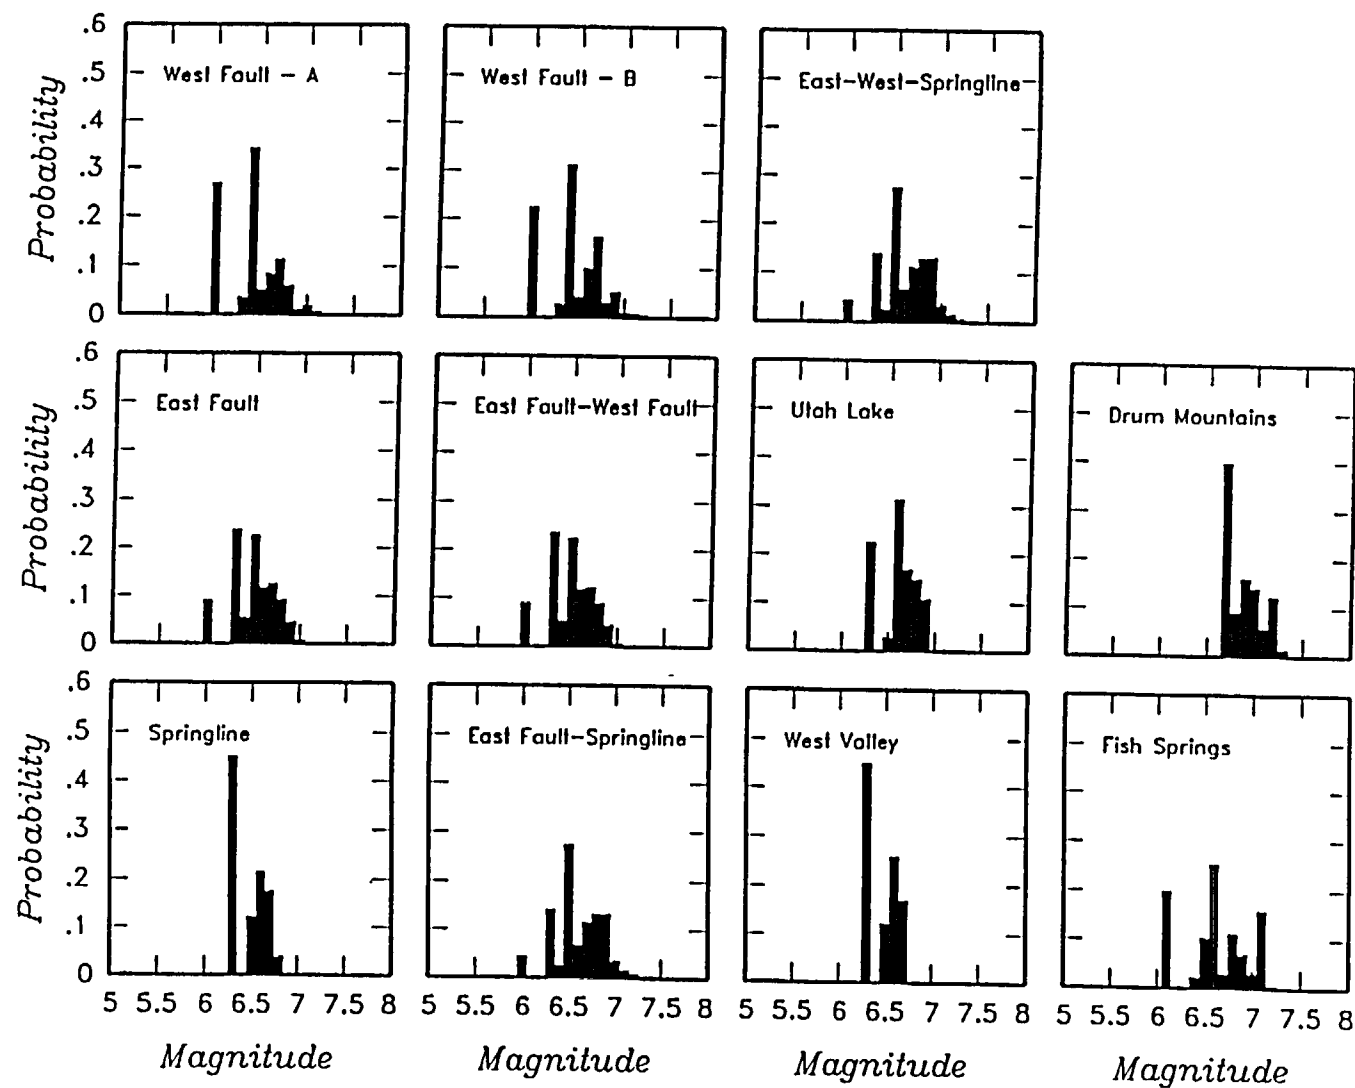 .6
.5
.4
.3
.2
.1
0
Probability
West Fault - A
West Fault - B
East-West-Springline
.6
.5
.4
.3
.2
.1
0
Probability
East Fault
East Fault-West Fault
Utah Lake
Drum Mountains
.6
.5
.4
.3
.2
.1
0
Probability
Springline
East Fault-Springline
West Valley
Fish Springs
5 5.5 6 6.5 7 7.5 8
5 5.5 6 6.5 7 7.5 8
5 5.5 6 6.5 7 7.5 8
5 5.5 6 6.5 7 7.5 8
Magnitude
Magnitude
Magnitude
Magnitude